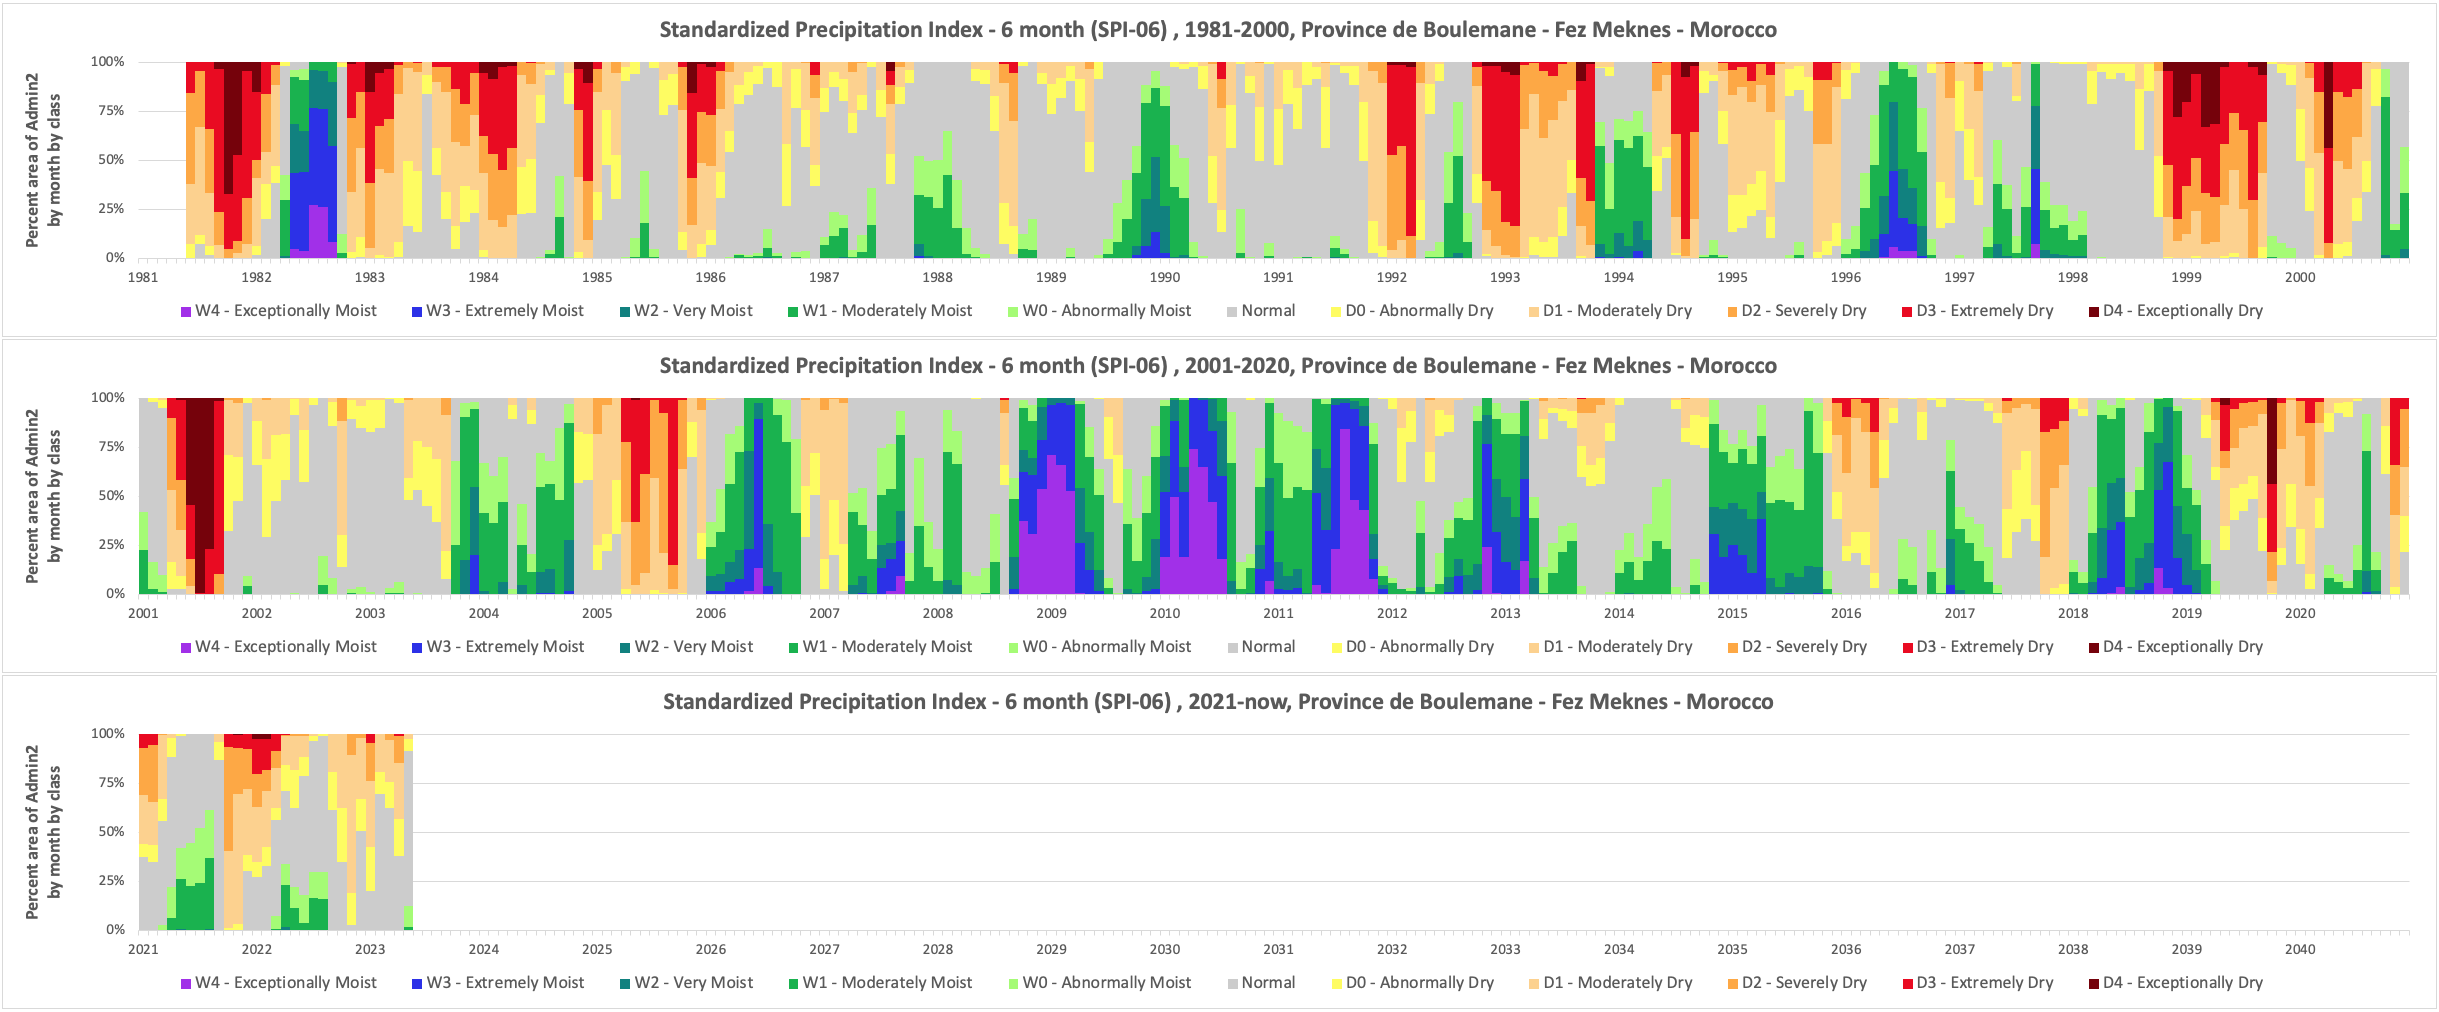 Standardized Precipitation Index - 6 month (SPI-06) , 1981-2000, Province de Boulemane - Fez Meknes - Morocco
Percent area of Admin2
by month by class
100%
75%
50%
25%
0%
1981 1982 1983 1984 1985 1986 1987 1988 1989 1990 1991 1992 1993 1994 1995 1996 1997 1998 1999 2000
W4 - Exceptionally Moist W3 - Extremely Moist W2 - Very Moist W1 - Moderately Moist W0 - Abnormally Moist Normal D0 - Abnormally Dry D1 - Moderately Dry D2 - Severely Dry D3 - Extremely Dry D4 - Exceptionally Dry
Standardized Precipitation Index - 6 month (SPI-06) , 2001-2020, Province de Boulemane - Fez Meknes - Morocco
Percent area of Admin2
by month by class
100%
75%
50%
25%
0%
2001 2002 2003 2004 2005 2006 2007 2008 2009 2010 2011 2012 2013 2014 2015 2016 2017 2018 2019 2020
W4 - Exceptionally Moist W3 - Extremely Moist W2 - Very Moist W1 - Moderately Moist W0 - Abnormally Moist Normal D0 - Abnormally Dry D1 - Moderately Dry D2 - Severely Dry D3 - Extremely Dry D4 - Exceptionally Dry
Standardized Precipitation Index - 6 month (SPI-06) , 2021-now, Province de Boulemane - Fez Meknes - Morocco
Percent area of Admin2
by month by class
100%
75%
50%
25%
0%
2021 2022 2023 2024 2025 2026 2027 2028 2029 2030 2031 2032 2033 2034 2035 2036 2037 2038 2039 2040
W4 - Exceptionally Moist W3 - Extremely Moist W2 - Very Moist W1 - Moderately Moist W0 - Abnormally Moist Normal D0 - Abnormally Dry D1 - Moderately Dry D2 - Severely Dry D3 - Extremely Dry D4 - Exceptionally Dry